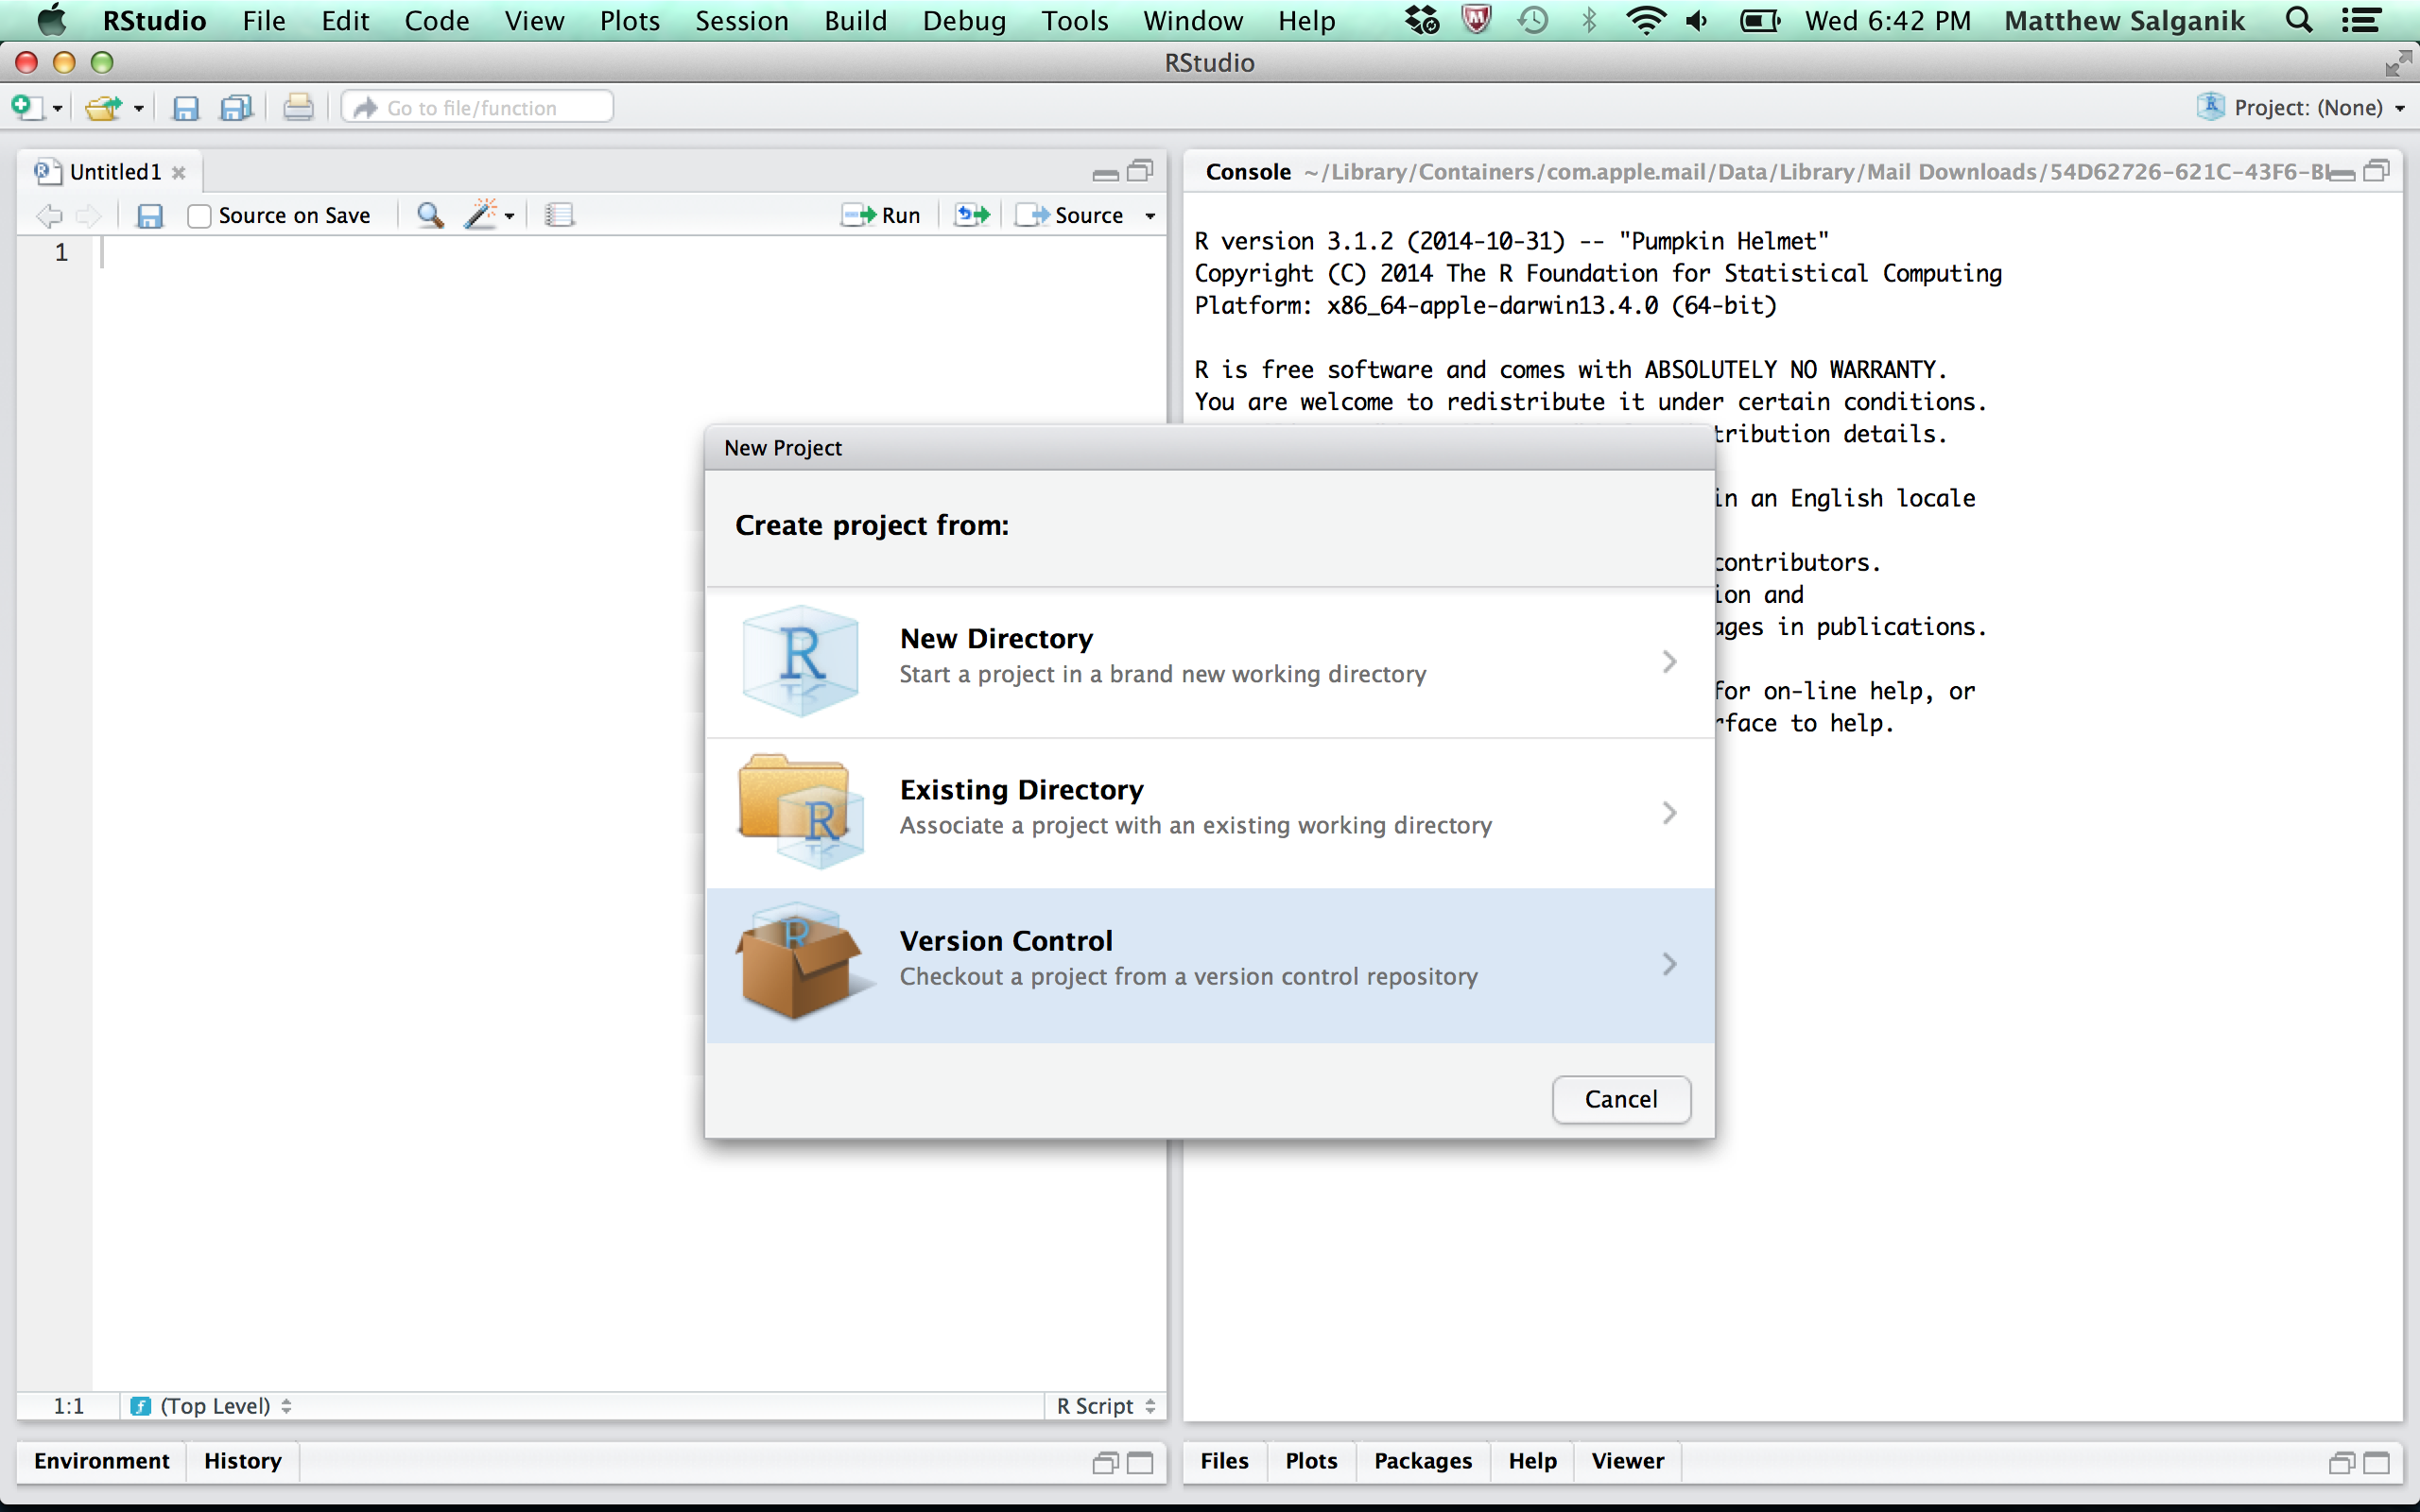 RStudio File Edit Code View Plots Session Build Debug Tools Window Help Wed 6:42 PM Matthew Salganik
RStudio
Go to file/function Project: (None)
Untitled1
Source on Save Run Source
1
1:1 (Top Level) R Script
Console ~/Library/Containers/com.apple.mail/Data/Library/Mail Downloads/54D62726-621C-43F6-Bl
R version 3.1.2 (2014-10-31) -- "Pumpkin Helmet"
Copyright (C) 2014 The R Foundation for Statistical Computing
Platform: x86_64-apple-darwin13.4.0 (64-bit)
R is free software and comes with ABSOLUTELY NO WARRANTY.
You are welcome to redistribute it under certain conditions.
tribution details.
in an English locale
contributors.
ion and
ages in publications.
for on-line help, or
rface to help.
New Project
Create project from:
New Directory
Start a project in a brand new working directory
Existing Directory
Associate a project with an existing working directory
Version Control
Checkout a project from a version control repository
Cancel
Environment History
Files Plots Packages Help Viewer